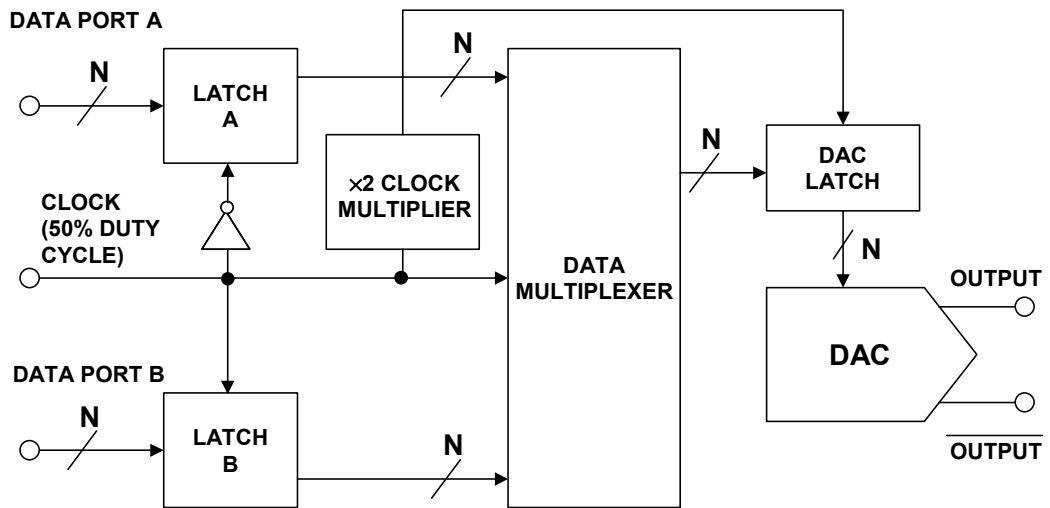 DATA PORT A
N
LATCH
A
N
×2 CLOCK
MULTIPLIER
CLOCK
(50% DUTY
CYCLE)
DATA
MULTIPLEXER
N
DAC
LATCH
N
DAC
OUTPUT
OUTPUT
DATA PORT B
N
LATCH
B
N